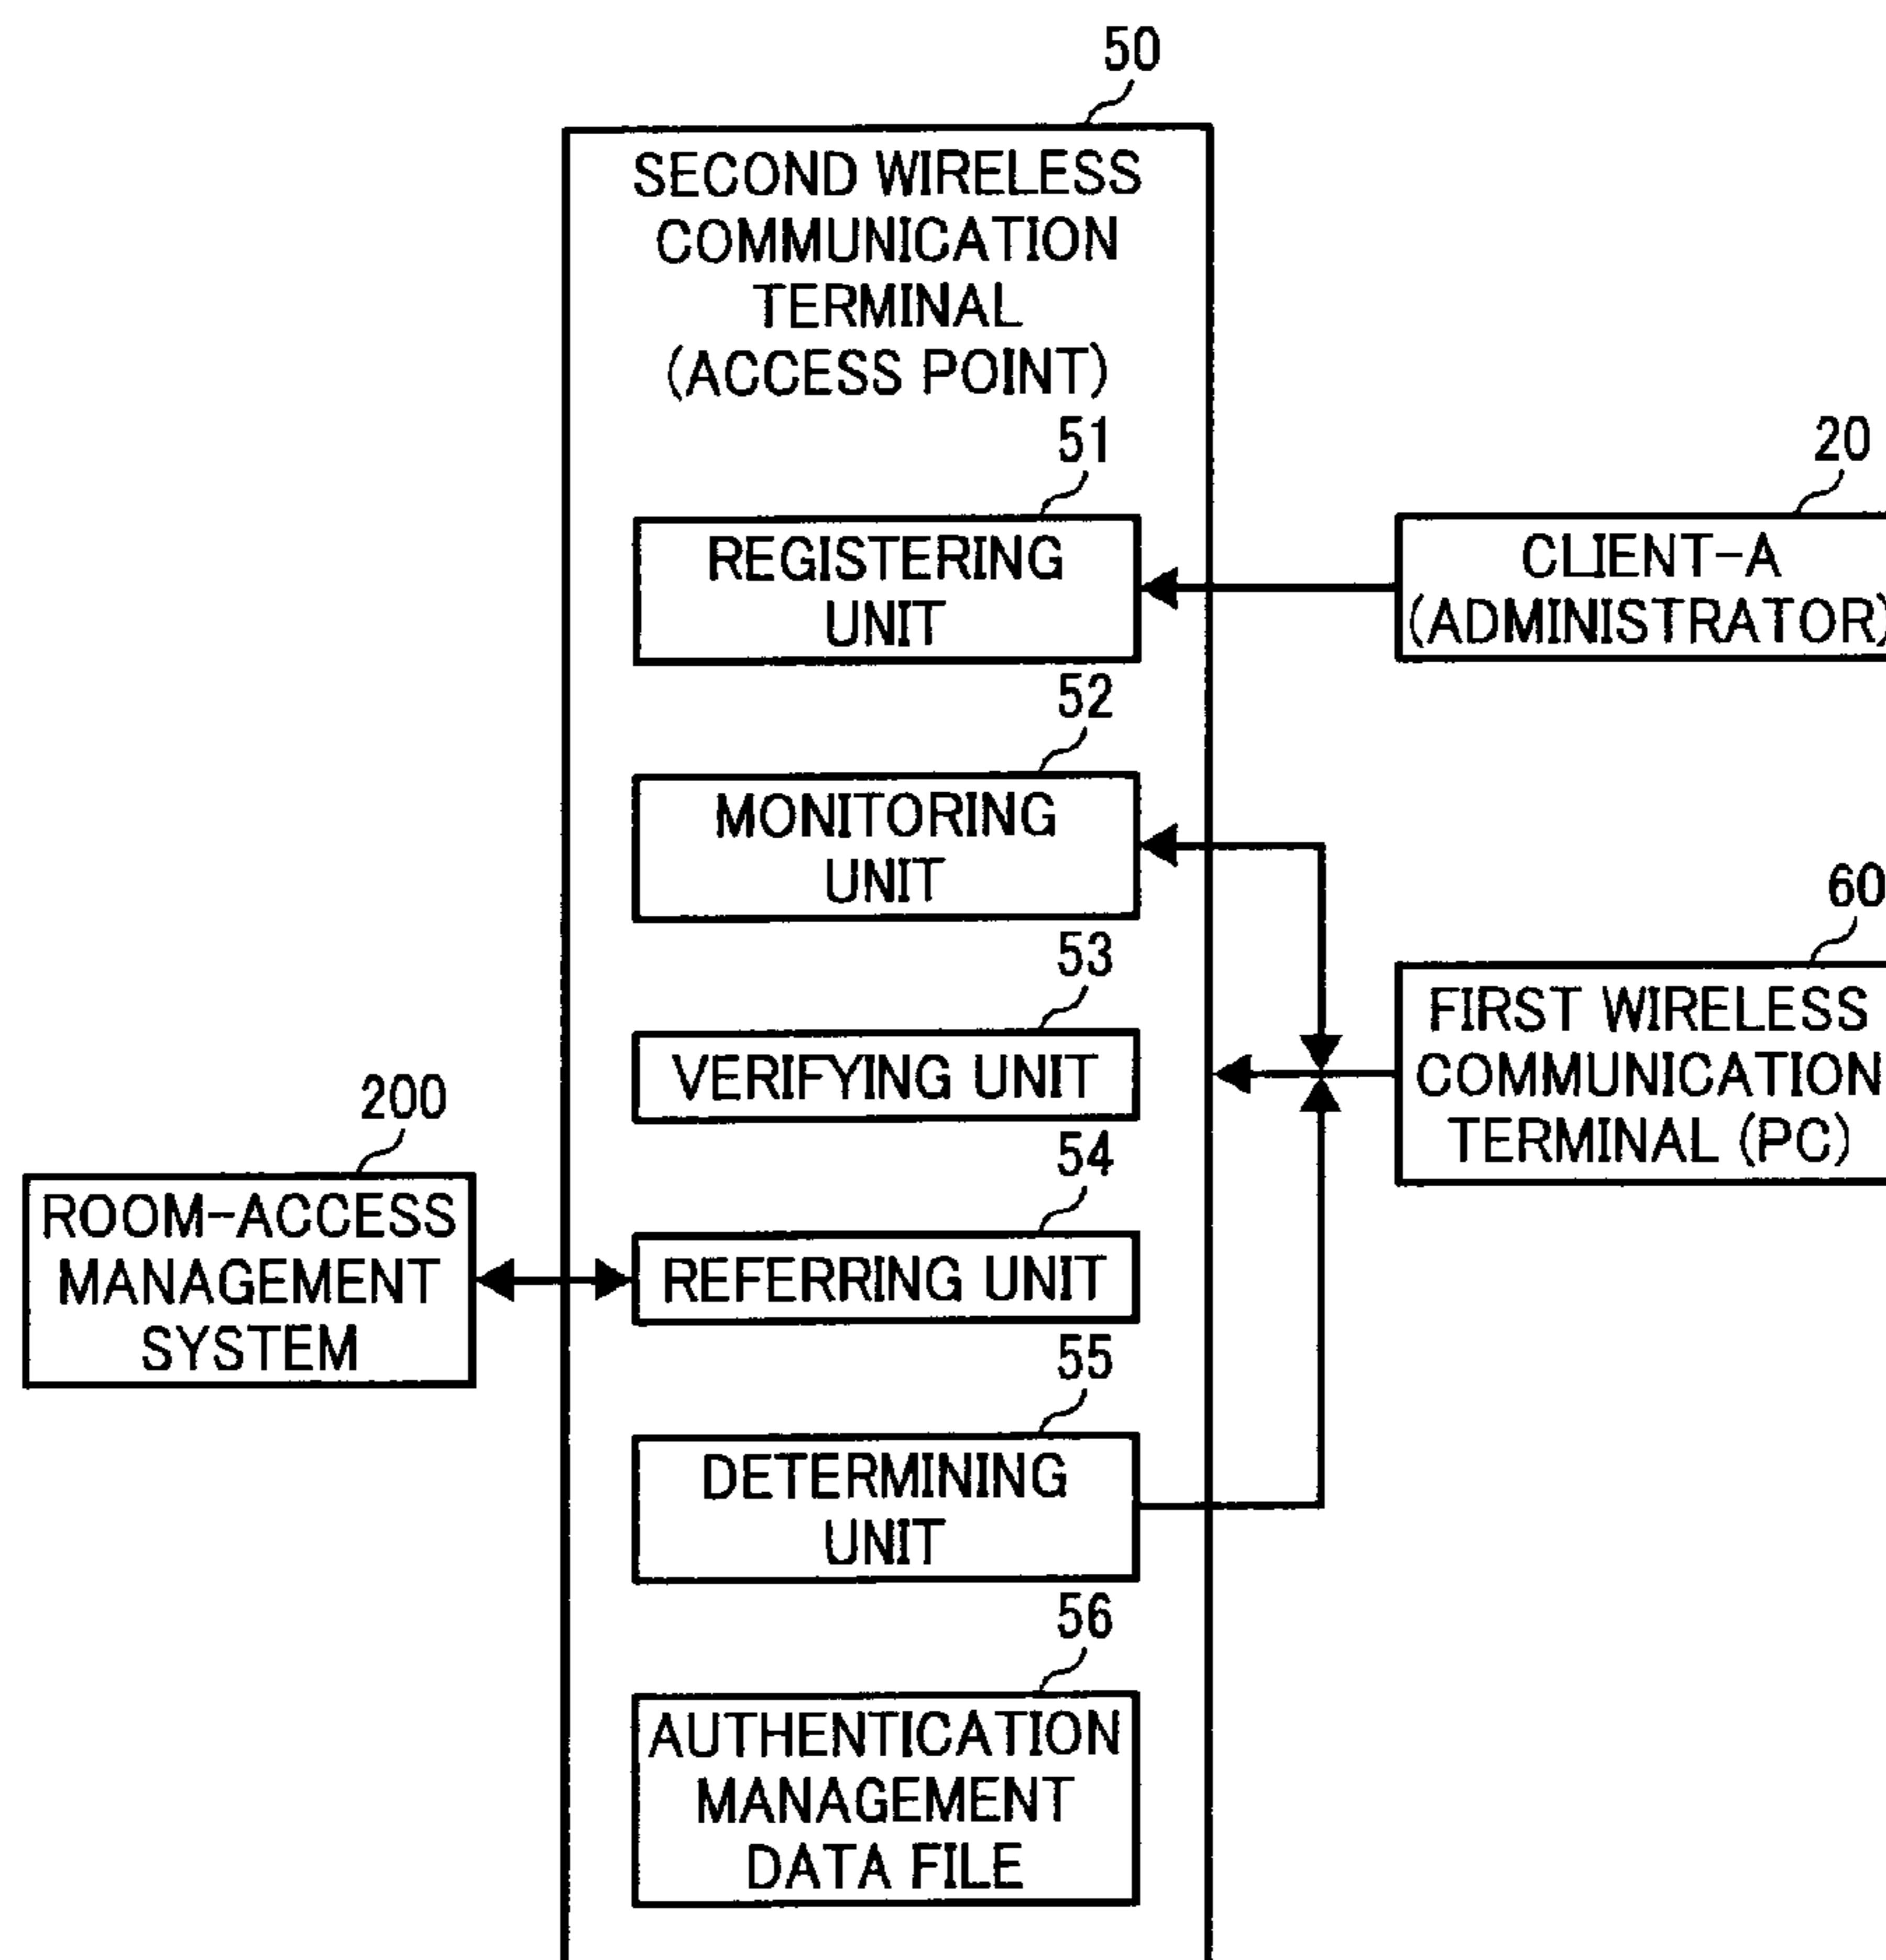 50
SECOND WIRELESS
COMMUNICATION
TERMINAL
(ACCESS POINT)
51
REGISTERING
UNIT
20
CLIENT-A
(ADMINISTRATOR)
52
MONITORING
UNIT
60
FIRST WIRELESS
COMMUNICATION
TERMINAL (PC)
53
VERIFYING UNIT
200
ROOM-ACCESS
MANAGEMENT
SYSTEM
54
REFERRING UNIT
55
DETERMINING
UNIT
56
AUTHENTICATION
MANAGEMENT
DATA FILE